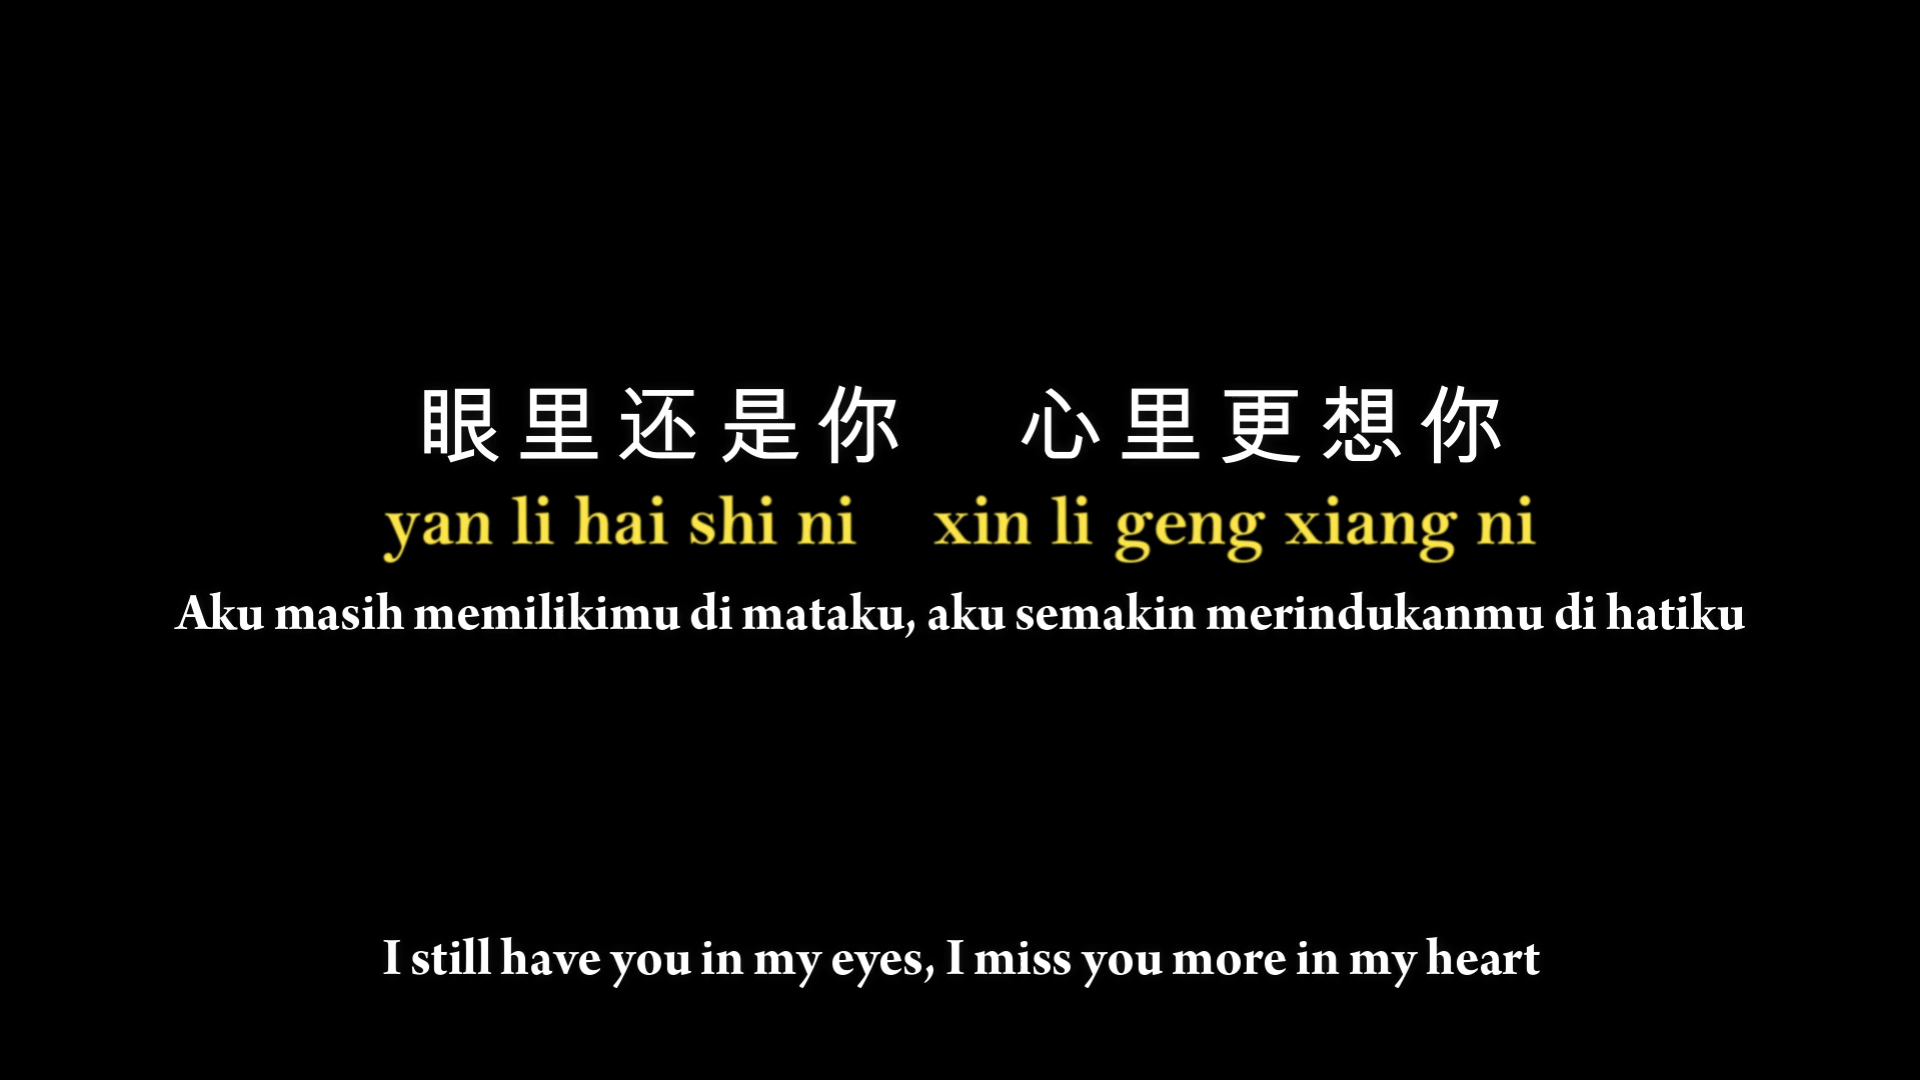 眼里还是你 心里更想你
yan li hai shi ni xin li geng xiang ni
Aku masih memilikimu di mataku, aku semakin merindukanmu di hatiku
I still have you in my eyes, I miss you more in my heart